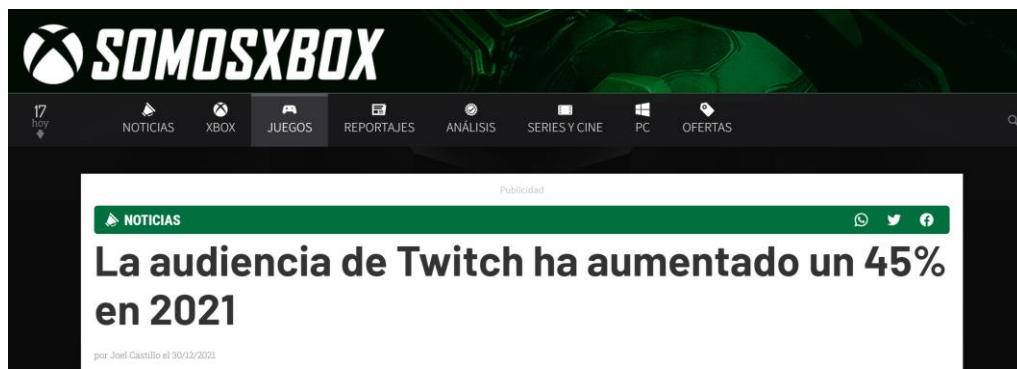 SOMOSXBOX
17
hoy
NOTICIAS XBOX JUEGOS REPORTAJES ANÁLISIS SERIES Y CINE PC OFERTAS
Publicidad
NOTICIAS
La audiencia de Twitch ha aumentado un 45%
en 2021
por Joel Castillo el 30/12/2021